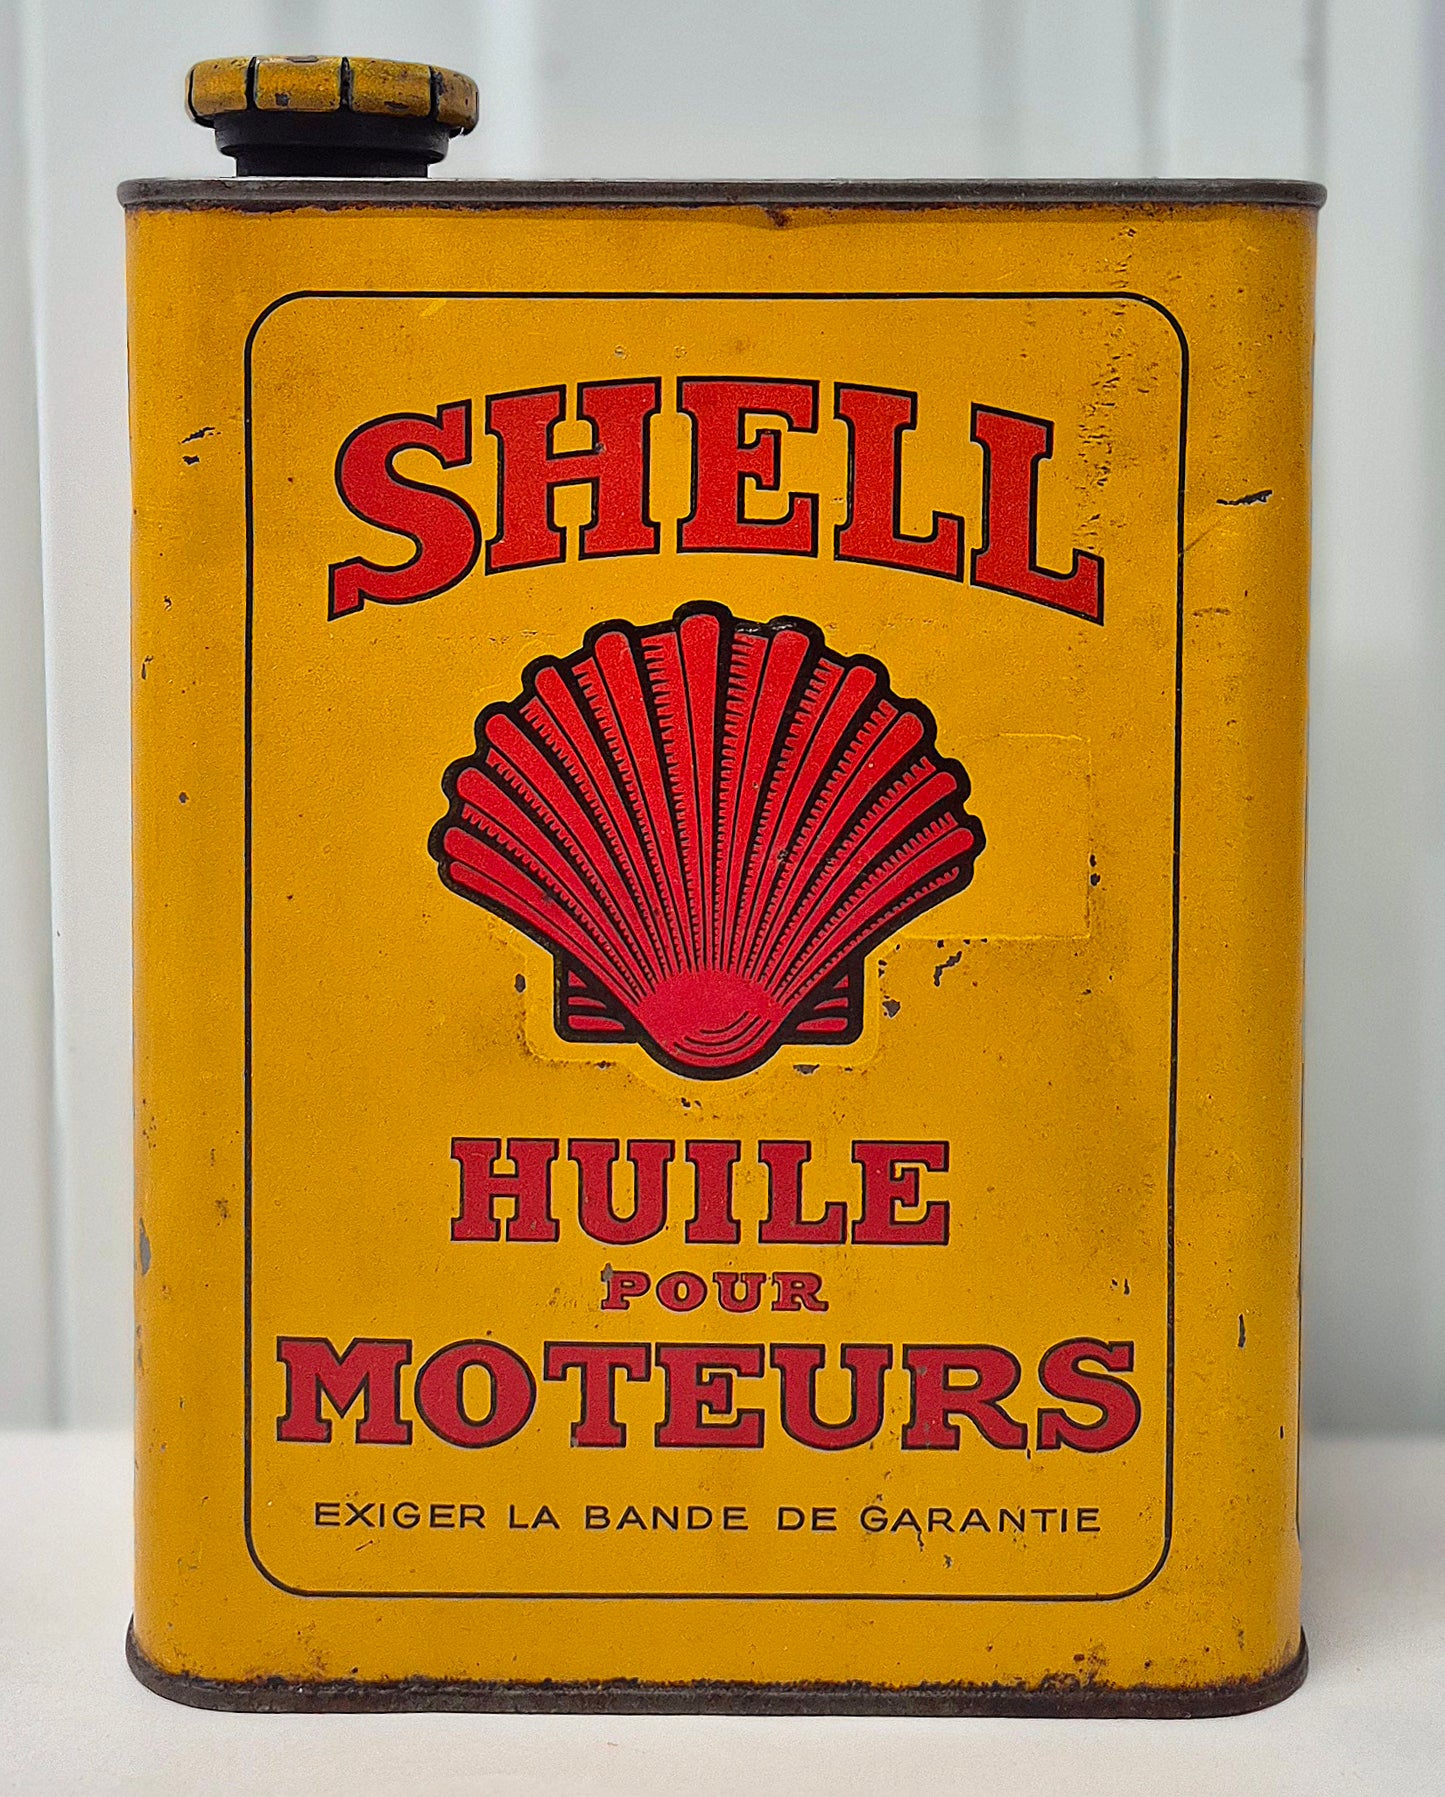 SHELL
HUILE
POUR
MOTEURS
EXIGER LA BANDE DE GARANTIE